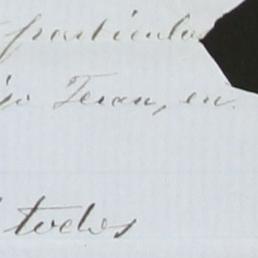 particular
Teran, en
todos